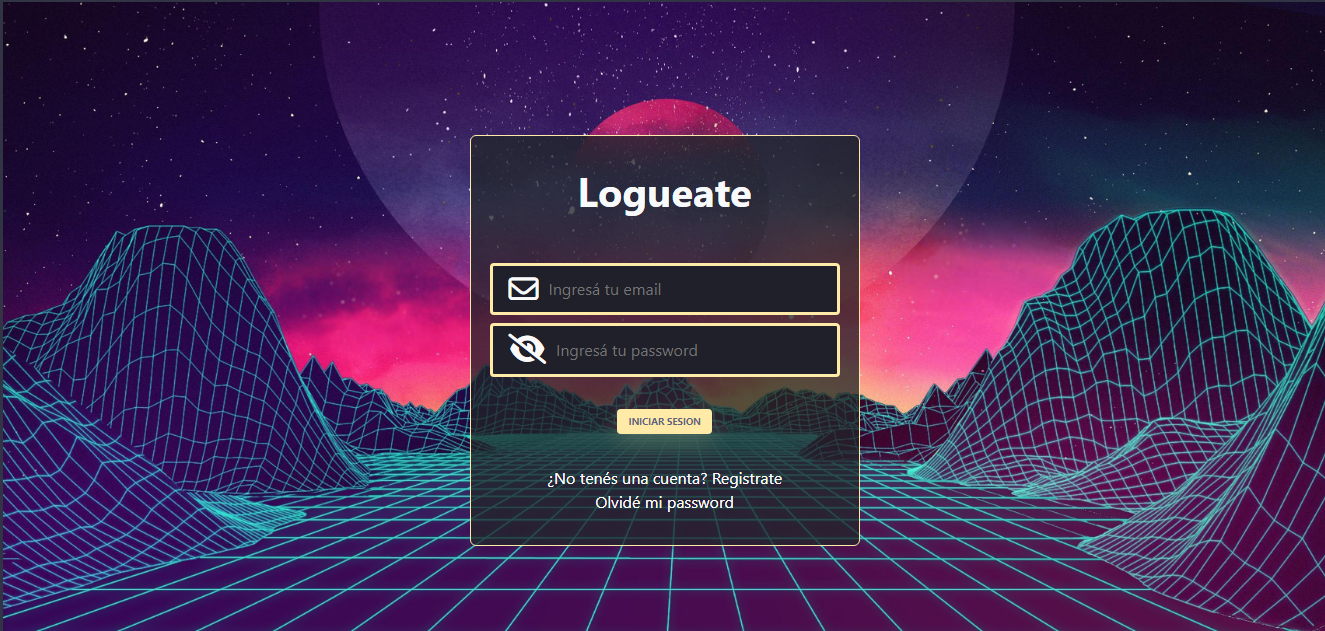 Logueate
Ingresá tu email
Ingresá tu password
INICIAR SESION
¿No tenés una cuenta? Registrate
Olvidé mi password